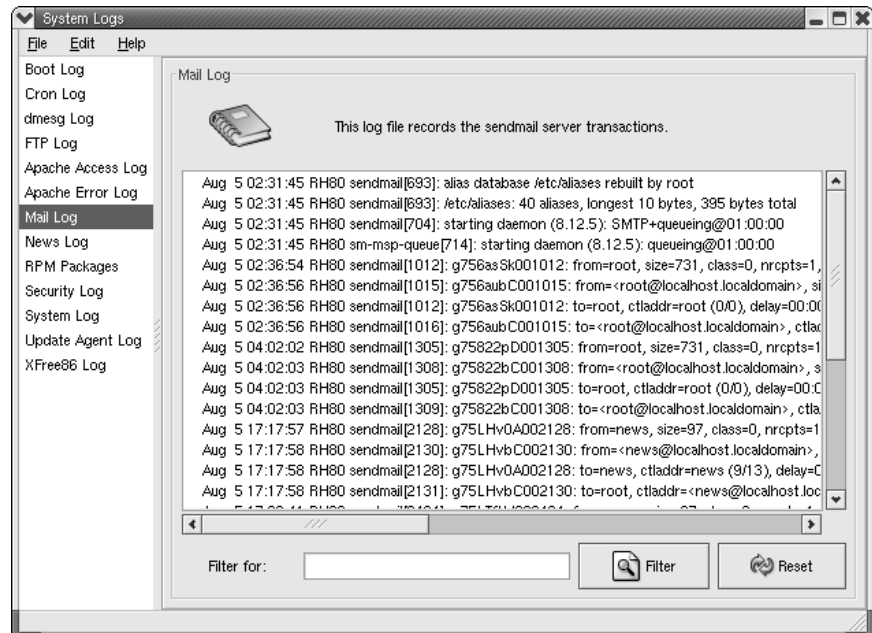 System Logs
File Edit Help
Boot Log
Cron Log
dmesg Log
FTP Log
Apache Access Log
Apache Error Log
Mail Log
News Log
RPM Packages
Security Log
System Log
Update Agent Log
XFree86 Log
Mail Log
This log file records the sendmail server transactions.
Aug 5 02:31:45 RH80 sendmail[693]: alias database /etc/aliases rebuilt by root
Aug 5 02:31:45 RH80 sendmail[693]: /etc/aliases: 40 aliases, longest 10 bytes, 395 bytes total
Aug 5 02:31:45 RH80 sendmail[704]: starting daemon (8.12.5): SMTP+queueing@01:00:00
Aug 5 02:31:45 RH80 sm-msp-queue[714]: starting daemon (8.12.5): queueing@01:00:00
Aug 5 02:36:54 RH80 sendmail[1012]: g756asSk001012: from=root, size=731, class=0, nrcpts=1,
Aug 5 02:36:56 RH80 sendmail[1015]: g756aubC001015: from=<root@localhost.localdomain>, si
Aug 5 02:36:56 RH80 sendmail[1012]: g756asSk001012: to=root, ctladdr=root (0/0), delay=00:00
Aug 5 02:36:56 RH80 sendmail[1016]: g756aubC001015: to=<root@localhost.localdomain>, ctlad
Aug 5 04:02:02 RH80 sendmail[1305]: g75822pD001305: from=root, size=731, class=0, nrcpts=1
Aug 5 04:02:03 RH80 sendmail[1308]: g75822bC001308: from=<root@localhost.localdomain>, s
Aug 5 04:02:03 RH80 sendmail[1305]: g75822pD001305: to=root, ctladdr=root (0/0), delay=00:0
Aug 5 04:02:03 RH80 sendmail[1309]: g75822bC001308: to=<root@localhost.localdomain>, ctla
Aug 5 17:17:57 RH80 sendmail[2128]: g75LHv0A002128: from=news, size=97, class=0, nrcpts=1
Aug 5 17:17:58 RH80 sendmail[2130]: g75LHvbC002130: from=<news@localhost.localdomain>,
Aug 5 17:17:58 RH80 sendmail[2128]: g75LHv0A002128: to=news, ctladdr=news (9/13), delay=0
Aug 5 17:17:58 RH80 sendmail[2131]: g75LHvbC002130: to=root, ctladdr=<news@localhost.loc
Filter for:
Filter
Reset